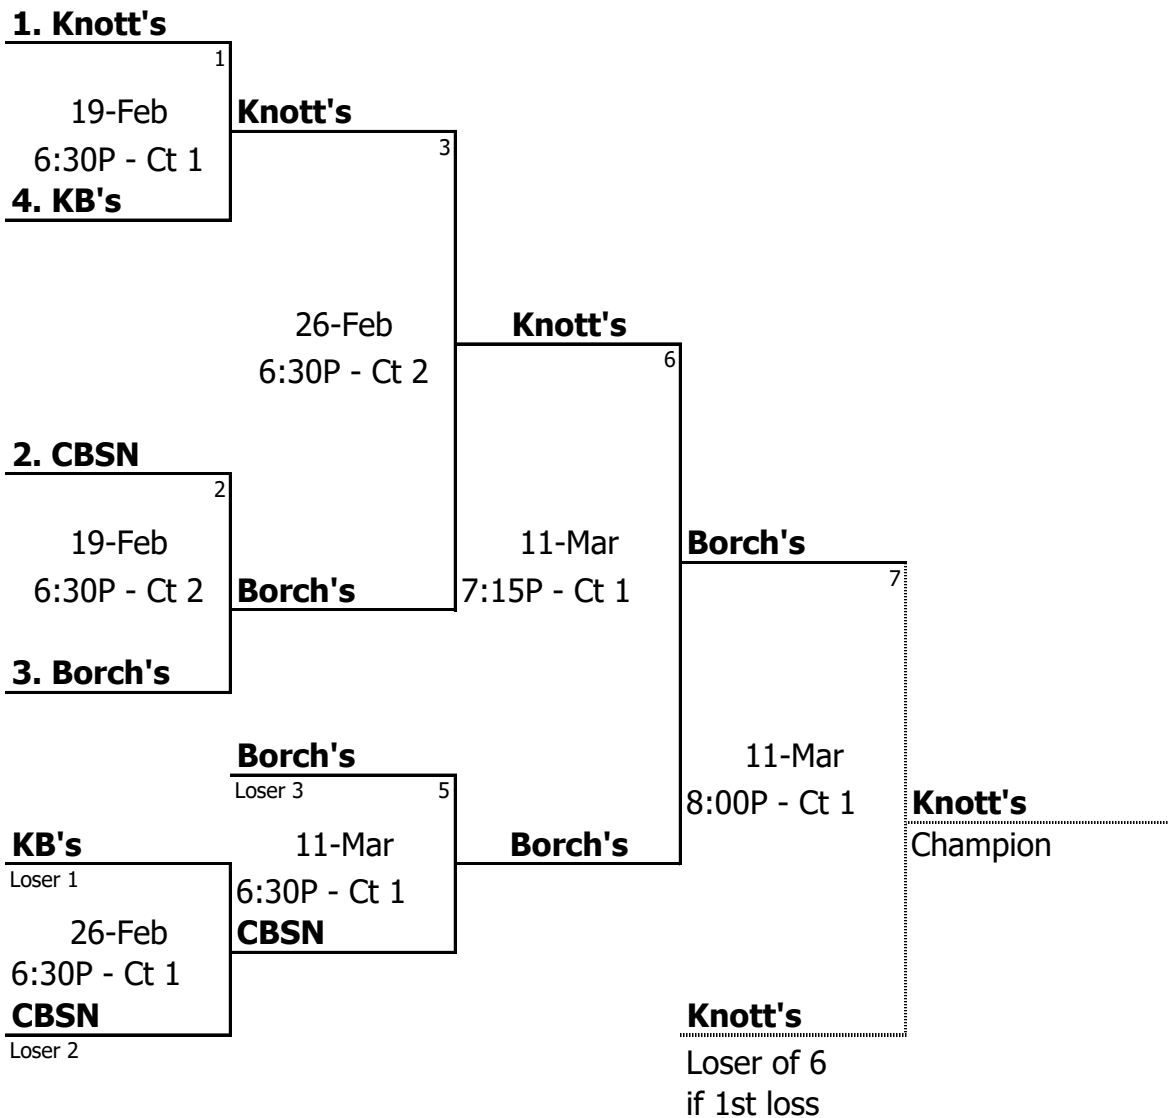 1. Knott's
1
19-Feb
6:30P - Ct 1
4. KB's
Knott's
3
26-Feb
6:30P - Ct 2
2. CBSN
2
19-Feb
6:30P - Ct 2
3. Borch's
Borch's
Knott's
6
11-Mar
7:15P - Ct 1
Borch's
Loser 3
5
11-Mar
6:30P - Ct 1
CBSN
KB's
Loser 1
26-Feb
6:30P - Ct 1
CBSN
Loser 2
Borch's
Borch's
7
11-Mar
8:00P - Ct 1
Knott's
Champion
Knott's
Loser of 6
if 1st loss